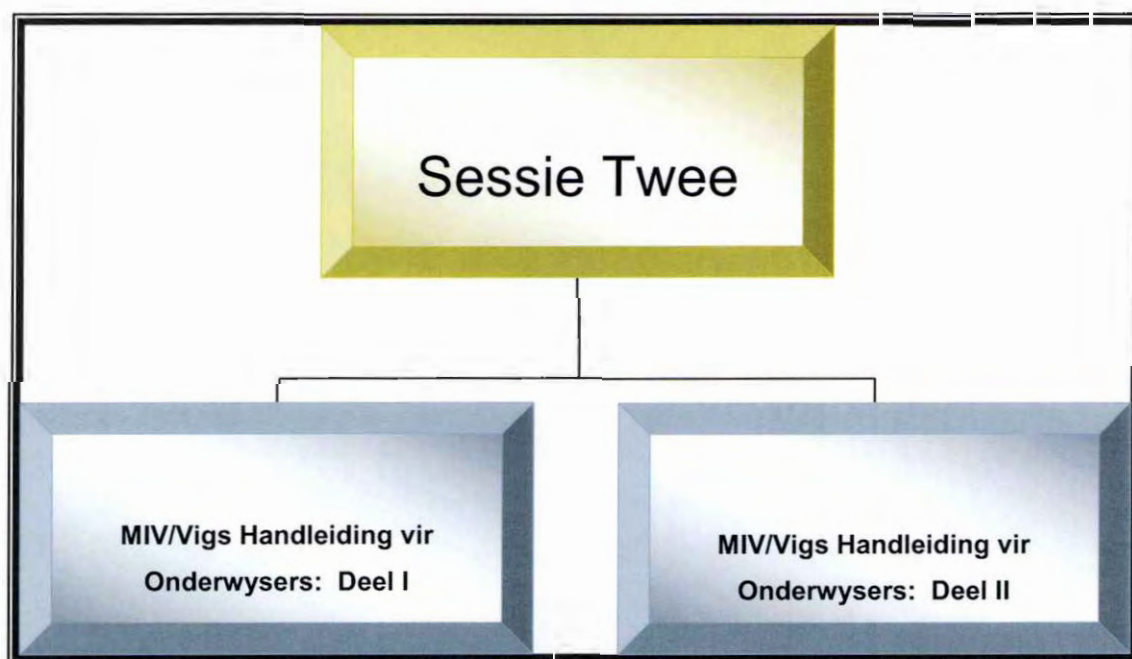 Sessie Twee
MIV/Vigs Handleiding vir
Onderwysers: Deel I
MIV/Vigs Handleiding vir
Onderwysers: Deel II